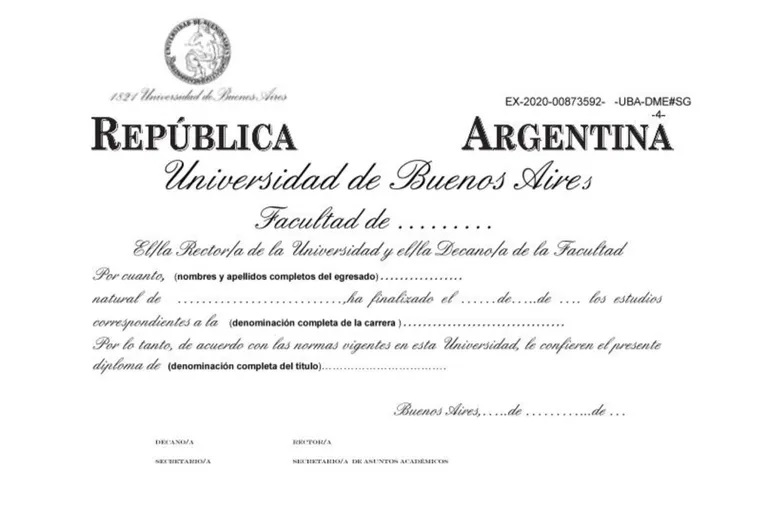 1821 Universidad de Buenos Aires
EX-2020-00873592- -UBA-DME#SG
-4-
REPÚBLICA ARGENTINA
Universidad de Buenos Aires
Facultad de .........
El/la Rector/a de la Universidad y el/la Decano/a de la Facultad
Por cuanto, (nombres y apellidos completos del egresado).................
natural de ..........................,ha finalizado el ......de.....de .... los estudios
correspondientes a la (denominación completa de la carrera )................................
Por lo tanto, de acuerdo con las normas vigentes en esta Universidad, le confieren el presente
diploma de (denominación completa del titulo)................................
Buenos Aires,.....de ...........de ...
DECANO/A RECTOR/A
SECRETARIO/A SECRETARIO/A DE ASUNTOS ACADÉMICOS